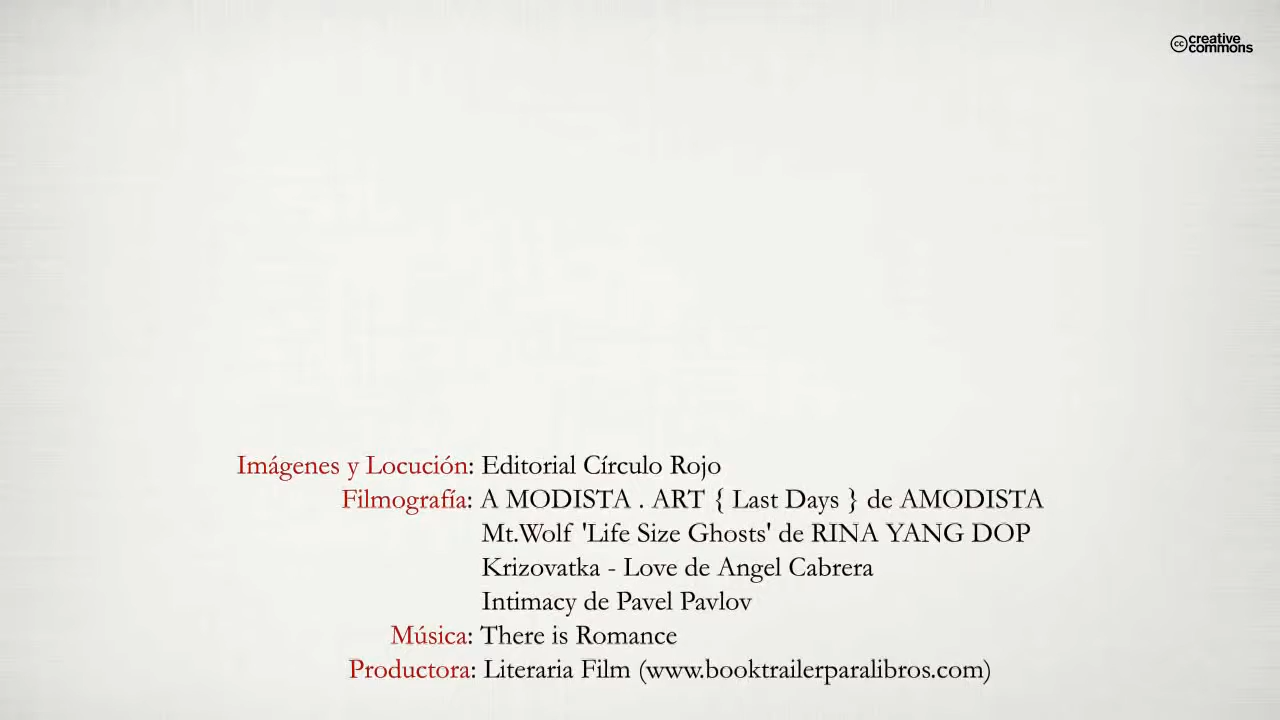 creative
commons
Imágenes y Locución: Editorial Círculo Rojo
Filmografía: A MODISTA . ART { Last Days } de AMODISTA
Mt.Wolf 'Life Size Ghosts' de RINA YANG DOP
Krizovatka - Love de Angel Cabrera
Intimacy de Pavel Pavlov
Música: There is Romance
Productora: Literaria Film (www.booktrailerparalibros.com)